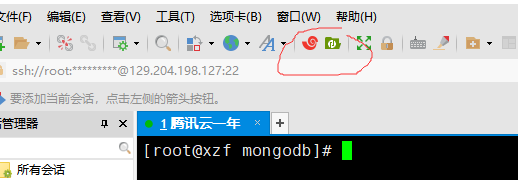 文件(F) 编辑(E) 查看(V) 工具(T) 选项卡(B) 窗口(W) 帮助(H)
ssh://root:*********@129.204.198.127:22
要添加当前会话，点击左侧的箭头按钮。
话管理器
1 腾讯云一年
所有会话
[root@xzf mongodb]#